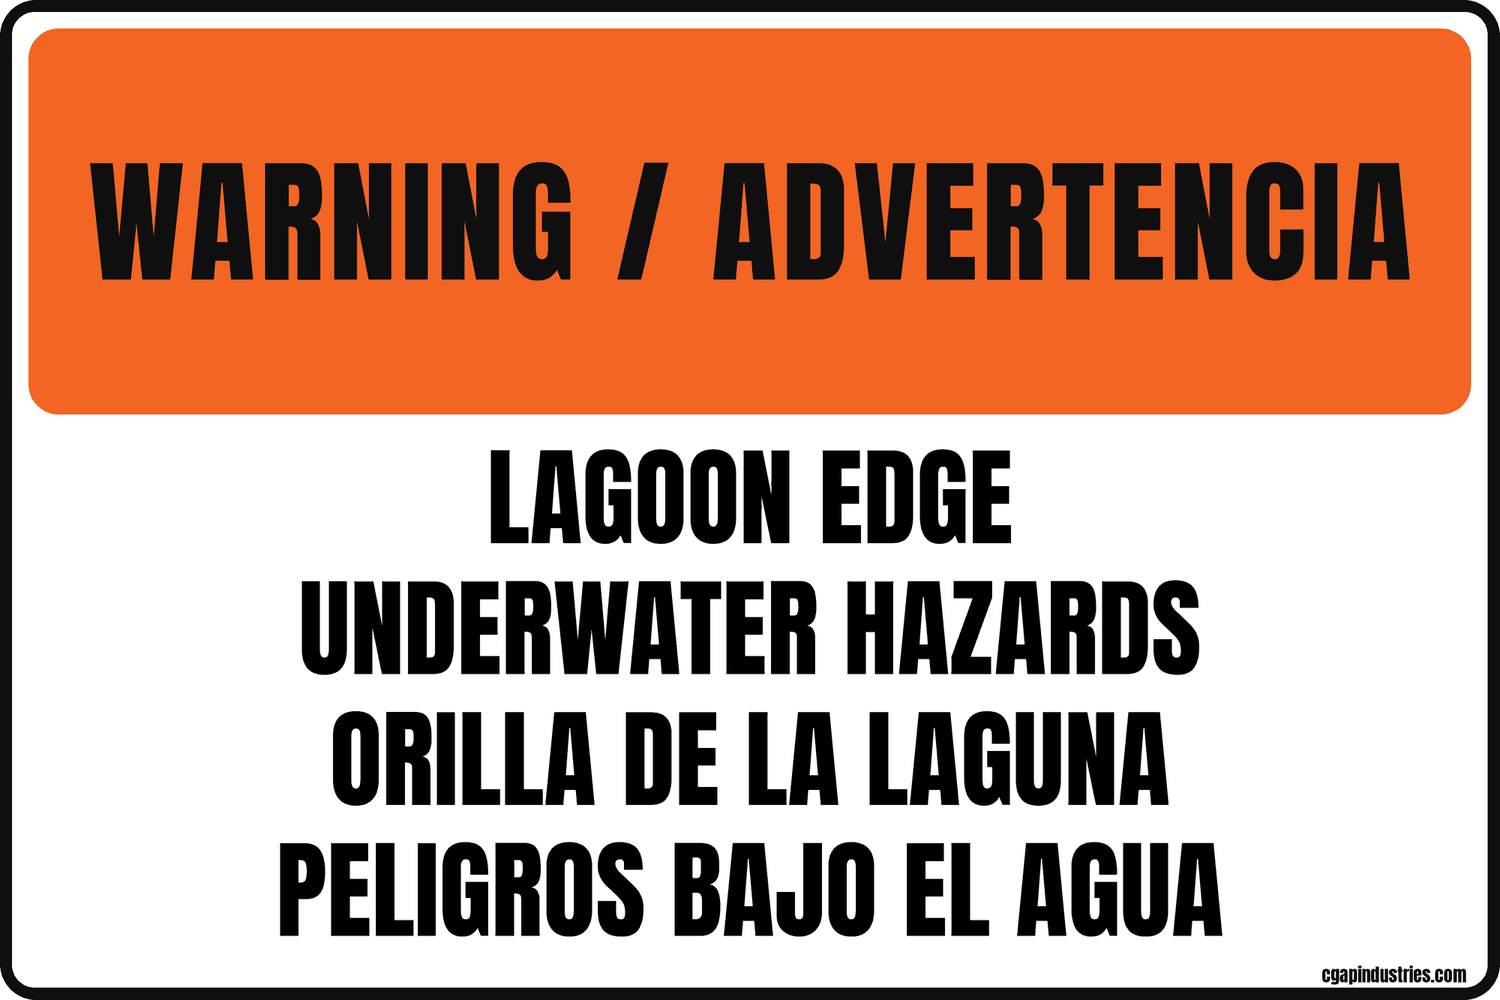 WARNING / ADVERTENCIA
LAGOON EDGE
UNDERWATER HAZARDS
ORILLA DE LA LAGUNA
PELIGROS BAJO EL AGUA
cgapindustries.com